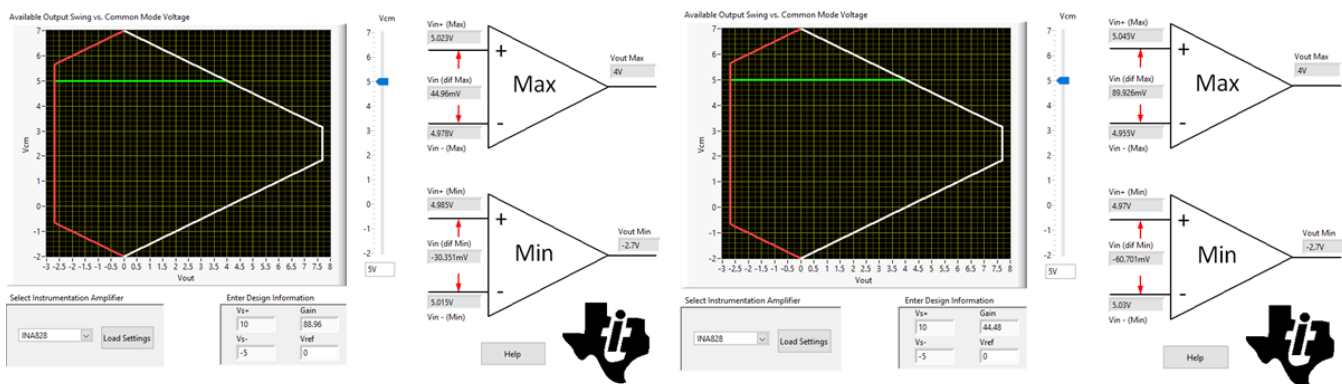 Available Output Swing vs. Common Mode Voltage
7
6
5
4
3
2
1
0
-1
-2
Vcm
-3 -2.5 -2 -1.5 -1 -0.5 0 0.5 1 1.5 2 2.5 3 3.5 4 4.5 5 5.5 6 6.5 7 7.5 8
Vout
Vcm
7
6
5
4
3
2
1
0
-1
-2
5V
Vin+ (Max)
5.023V
Vin (dif Max)
44.96mV
4.978V
Vin - (Max)
+
-
Max
Vout Max
4V
Vin+ (Min)
4.985V
Vin (dif Min)
-30.351mV
5.015V
Vin - (Min)
+
-
Min
Vout Min
-2.7V
Select Instrumentation Amplifier
INA828
Load Settings
Enter Design Information
Vs+ Gain
10 88.96
Vs- Vref
-5 0
Help
Available Output Swing vs. Common Mode Voltage
7
6
5
4
3
2
1
0
-1
-2
Vcm
-3 -2.5 -2 -1.5 -1 -0.5 0 0.5 1 1.5 2 2.5 3 3.5 4 4.5 5 5.5 6 6.5 7 7.5 8
Vout
Vcm
7
6
5
4
3
2
1
0
-1
-2
5V
Vin+ (Max)
5.045V
Vin (dif Max)
89.926mV
4.955V
Vin - (Max)
+
-
Max
Vout Max
4V
Vin+ (Min)
4.97V
Vin (dif Min)
-60.701mV
5.03V
Vin - (Min)
+
-
Min
Vout Min
-2.7V
Select Instrumentation Amplifier
INA828
Load Settings
Enter Design Information
Vs+ Gain
10 44.48
Vs- Vref
-5 0
Help